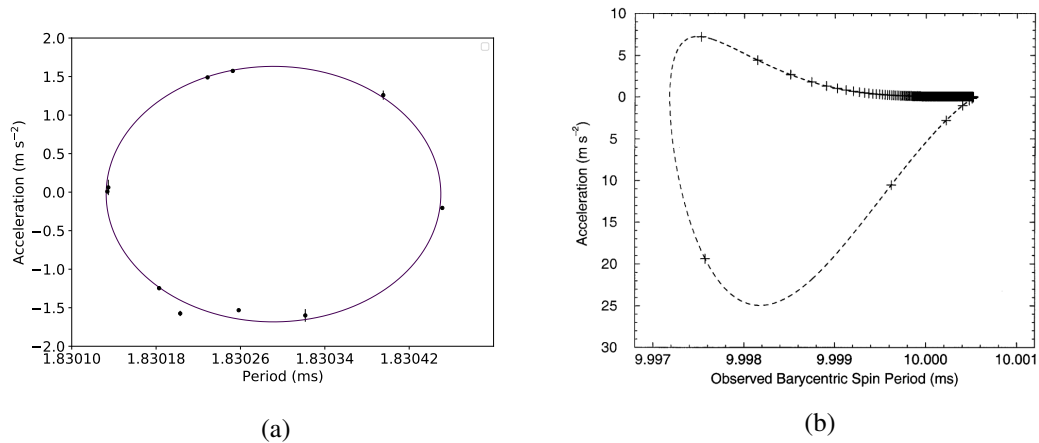 2.0
1.5
1.0
0.5
0.0
−0.5
−1.0
−1.5
−2.0
Acceleration (m s⁻²)
1.83010 1.83018 1.83026 1.83034 1.83042
Period (ms)
(a)
10
5
0
5
10
15
20
25
30
Acceleration (m s⁻²)
9.997 9.998 9.999 10.000 10.001
Observed Barycentric Spin Period (ms)
(b)